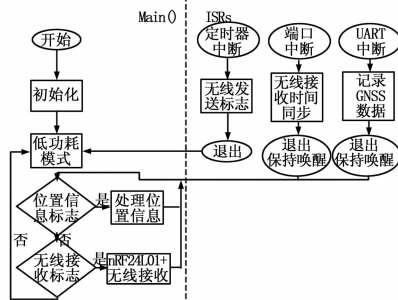 Main()
ISRs
开始
定时器
中断
端口
中断
UART
中断
初始化
无线发
送标志
无线接
收时间
同步
记录
GNSS
数据
低功耗
模式
退出
退出
保持唤醒
退出
保持唤醒
位置信
息标志
是
处理位
置信息
否
否
无线接
收标志
是
nRF24L01+
无线接收